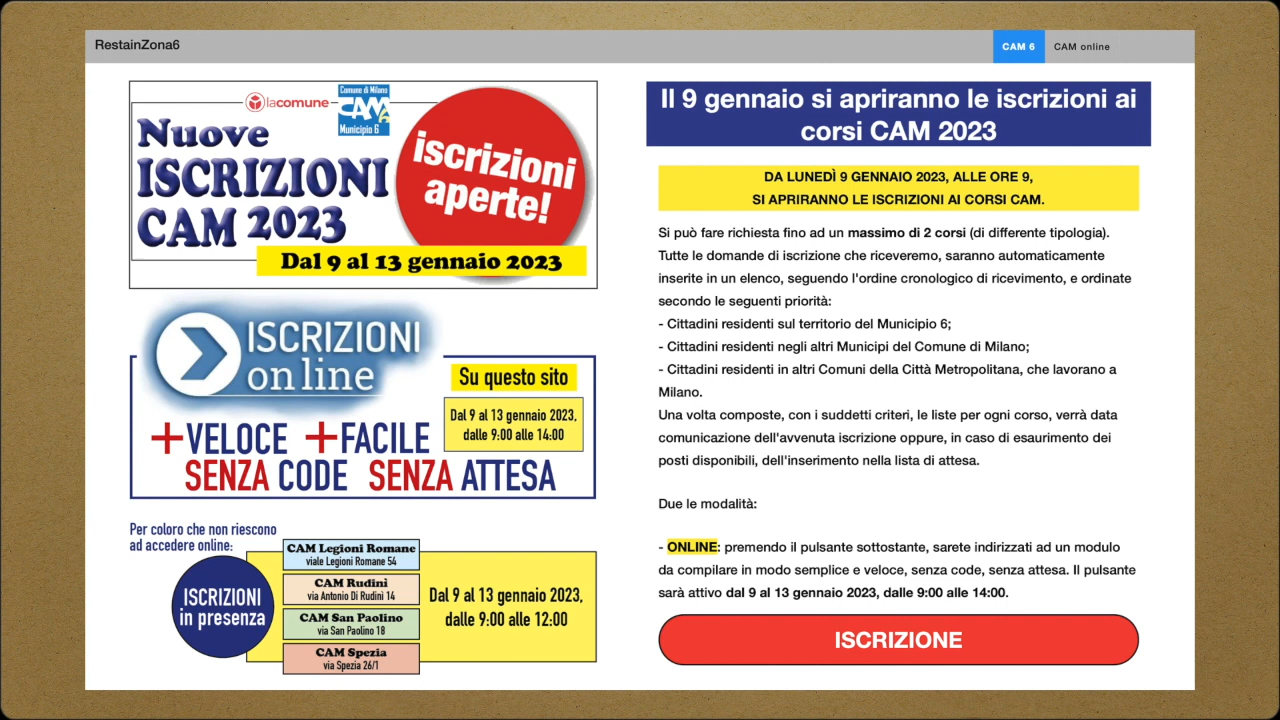 RestainZona6
CAM 6
CAM online
lacomune
Comune di Milano
CAM 6
Municipio 6
Nuove
ISCRIZIONI
CAM 2023
iscrizioni
aperte!
Dal 9 al 13 gennaio 2023
ISCRIZIONI
on line
Su questo sito
Dal 9 al 13 gennaio 2023,
dalle 9:00 alle 14:00
+VELOCE +FACILE
SENZA CODE SENZA ATTESA
Per coloro che non riescono
ad accedere online:
ISCRIZIONI
in presenza
CAM Legioni Romane
viale Legioni Romane 54
CAM Rudinì
via Antonio Di Rudinì 14
CAM San Paolino
via San Paolino 18
CAM Spezia
via Spezia 26/1
Dal 9 al 13 gennaio 2023,
dalle 9:00 alle 12:00
Il 9 gennaio si apriranno le iscrizioni ai
corsi CAM 2023
DA LUNEDÌ 9 GENNAIO 2023, ALLE ORE 9,
SI APRIRANNO LE ISCRIZIONI AI CORSI CAM.
Si può fare richiesta fino ad un massimo di 2 corsi (di differente tipologia).
Tutte le domande di iscrizione che riceveremo, saranno automaticamente
inserite in un elenco, seguendo l'ordine cronologico di ricevimento, e ordinate
secondo le seguenti priorità:
- Cittadini residenti sul territorio del Municipio 6;
- Cittadini residenti negli altri Municipi del Comune di Milano;
- Cittadini residenti in altri Comuni della Città Metropolitana, che lavorano a
Milano.
Una volta composte, con i suddetti criteri, le liste per ogni corso, verrà data
comunicazione dell'avvenuta iscrizione oppure, in caso di esaurimento dei
posti disponibili, dell'inserimento nella lista di attesa.
Due le modalità:
- ONLINE: premendo il pulsante sottostante, sarete indirizzati ad un modulo
da compilare in modo semplice e veloce, senza code, senza attesa. Il pulsante
sarà attivo dal 9 al 13 gennaio 2023, dalle 9:00 alle 14:00.
ISCRIZIONE